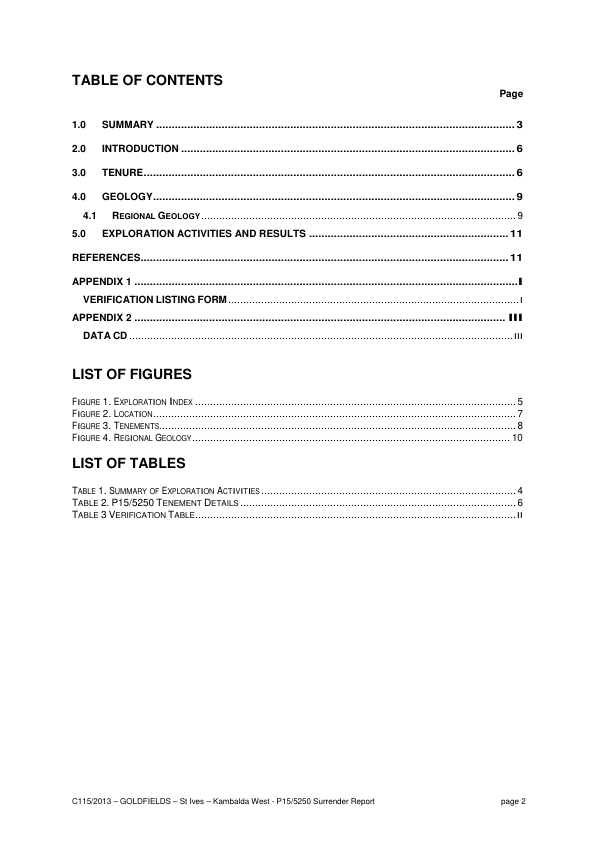 TABLE OF CONTENTS
Page
1.0 SUMMARY ........................................ 3
2.0 INTRODUCTION ........................................ 6
3.0 TENURE........................................ 6
4.0 GEOLOGY........................................ 9
4.1 REGIONAL GEOLOGY........................................ 9
5.0 EXPLORATION ACTIVITIES AND RESULTS ........................................ 11
REFERENCES........................................ 11
APPENDIX 1 ........................................ I
VERIFICATION LISTING FORM ........................................ I
APPENDIX 2 ........................................ III
DATA CD ........................................ III
LIST OF FIGURES
FIGURE 1. EXPLORATION INDEX ........................................ 5
FIGURE 2. LOCATION........................................ 7
FIGURE 3. TENEMENTS........................................ 8
FIGURE 4. REGIONAL GEOLOGY........................................ 10
LIST OF TABLES
TABLE 1. SUMMARY OF EXPLORATION ACTIVITIES ........................................ 4
TABLE 2. P15/5250 TENEMENT DETAILS ........................................ 6
TABLE 3 VERIFICATION TABLE........................................ II
C115/2013 – GOLDFIELDS – St Ives – Kambalda West - P15/5250 Surrender Report page 2